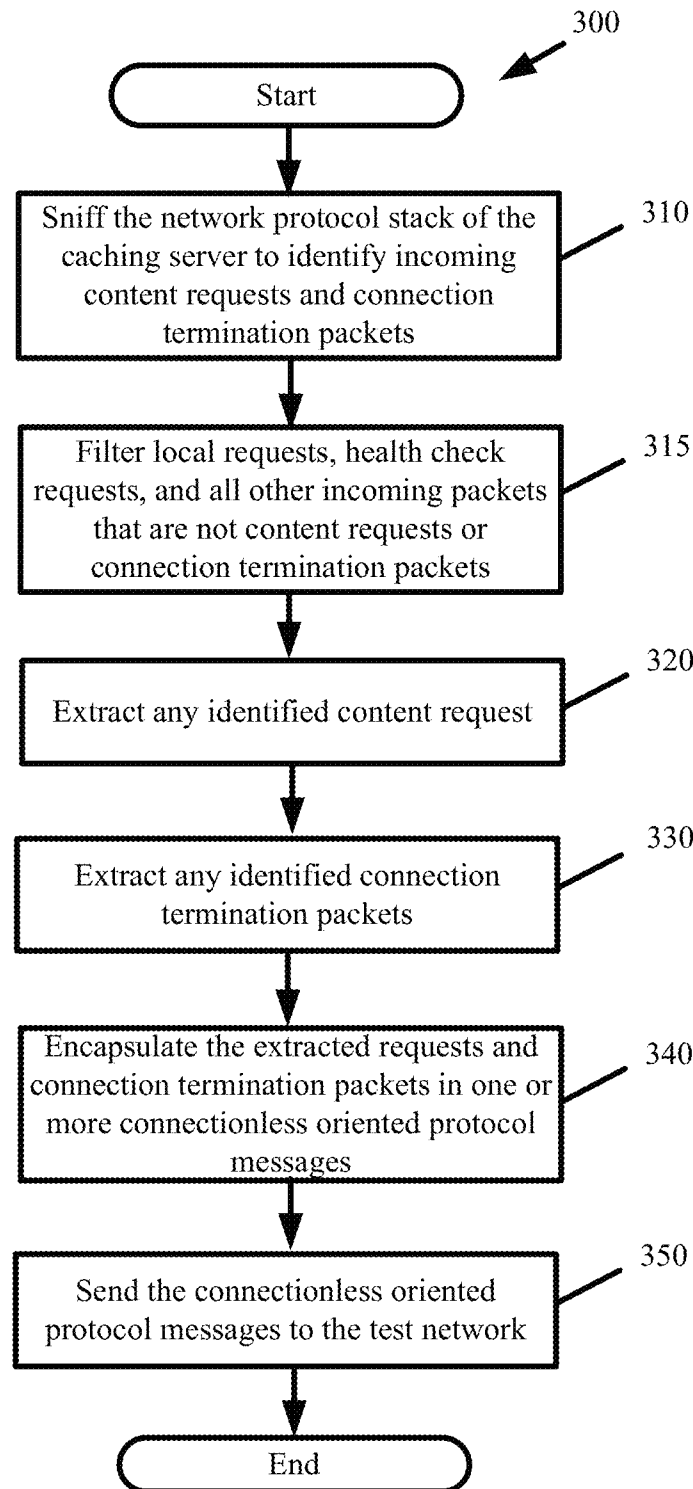 300
Start
310
Sniff the network protocol stack of the
caching server to identify incoming
content requests and connection
termination packets
315
Filter local requests, health check
requests, and all other incoming packets
that are not content requests or
connection termination packets
320
Extract any identified content request
330
Extract any identified connection
termination packets
340
Encapsulate the extracted requests and
connection termination packets in one or
more connectionless oriented protocol
messages
350
Send the connectionless oriented
protocol messages to the test network
End